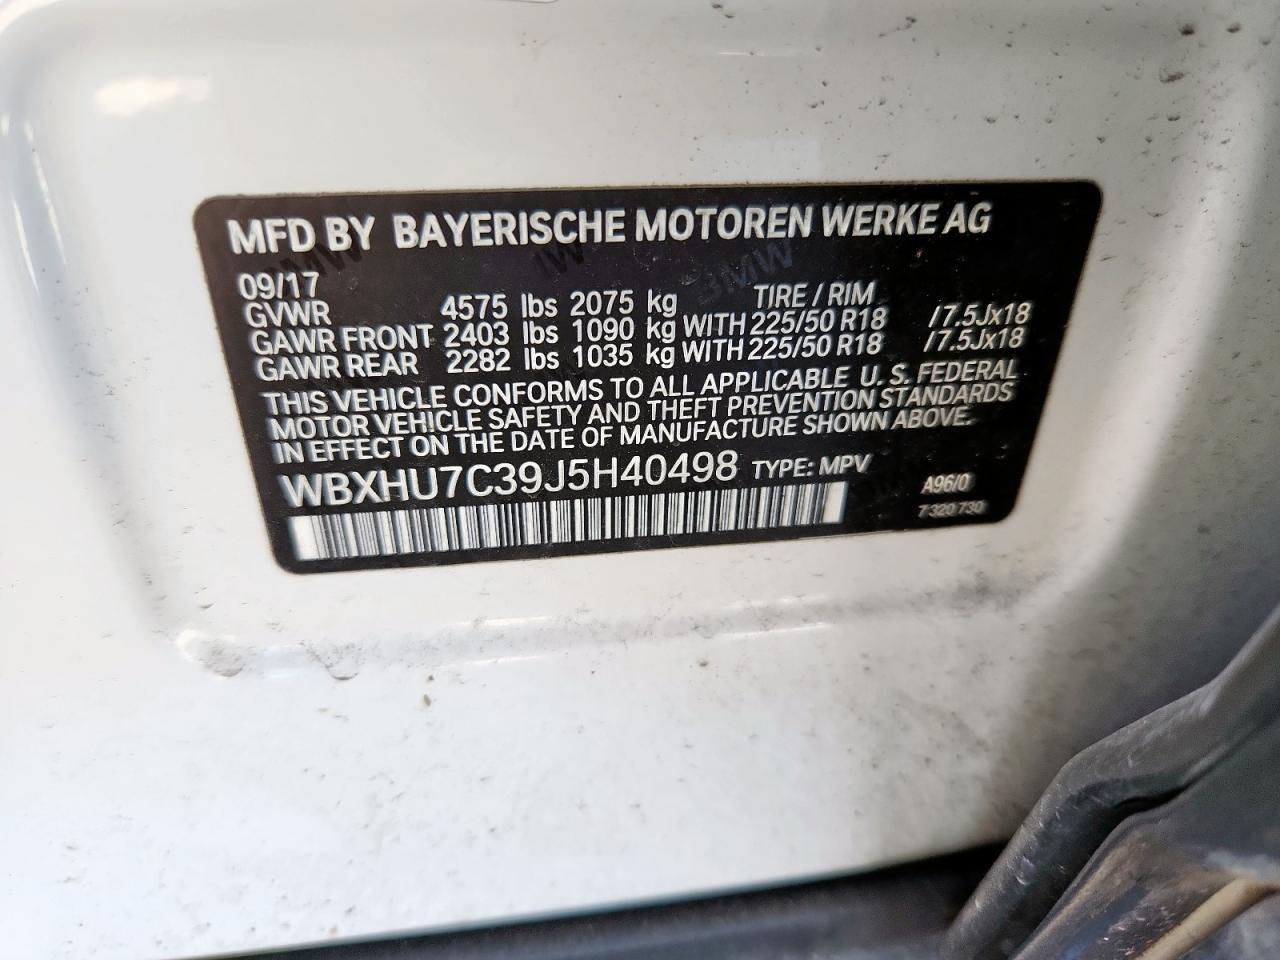 MFD BY BAYERISCHE MOTOREN WERKE AG
09/17
GVWR 4575 lbs 2075 kg TIRE / RIM
GAWR FRONT 2403 lbs 1090 kg WITH 225/50 R18 / 7.5Jx18
GAWR REAR 2282 lbs 1035 kg WITH 225/50 R18 / 7.5Jx18
THIS VEHICLE CONFORMS TO ALL APPLICABLE U. S. FEDERAL
MOTOR VEHICLE SAFETY AND THEFT PREVENTION STANDARDS
IN EFFECT ON THE DATE OF MANUFACTURE SHOWN ABOVE.
WBXHU7C39J5H40498 TYPE: MPV
A96/0
7 320 730